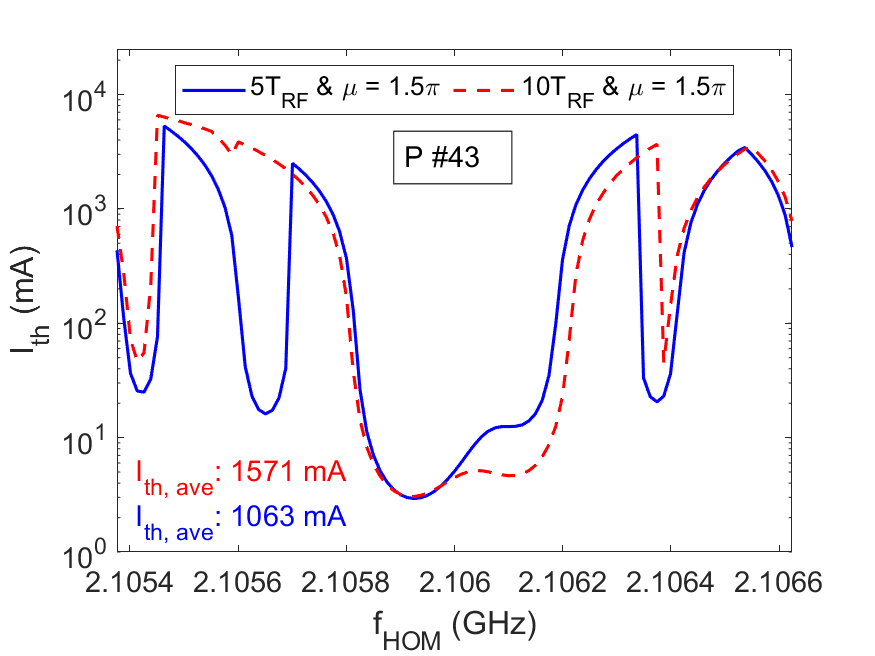 5T_RF & μ = 1.5π 10T_RF & μ = 1.5π
P #43
I_th (mA)
10^4
10^3
10^2
10^1
10^0
I_th, ave: 1571 mA
I_th, ave: 1063 mA
2.1054 2.1056 2.1058 2.106 2.1062 2.1064 2.1066
f_HOM (GHz)